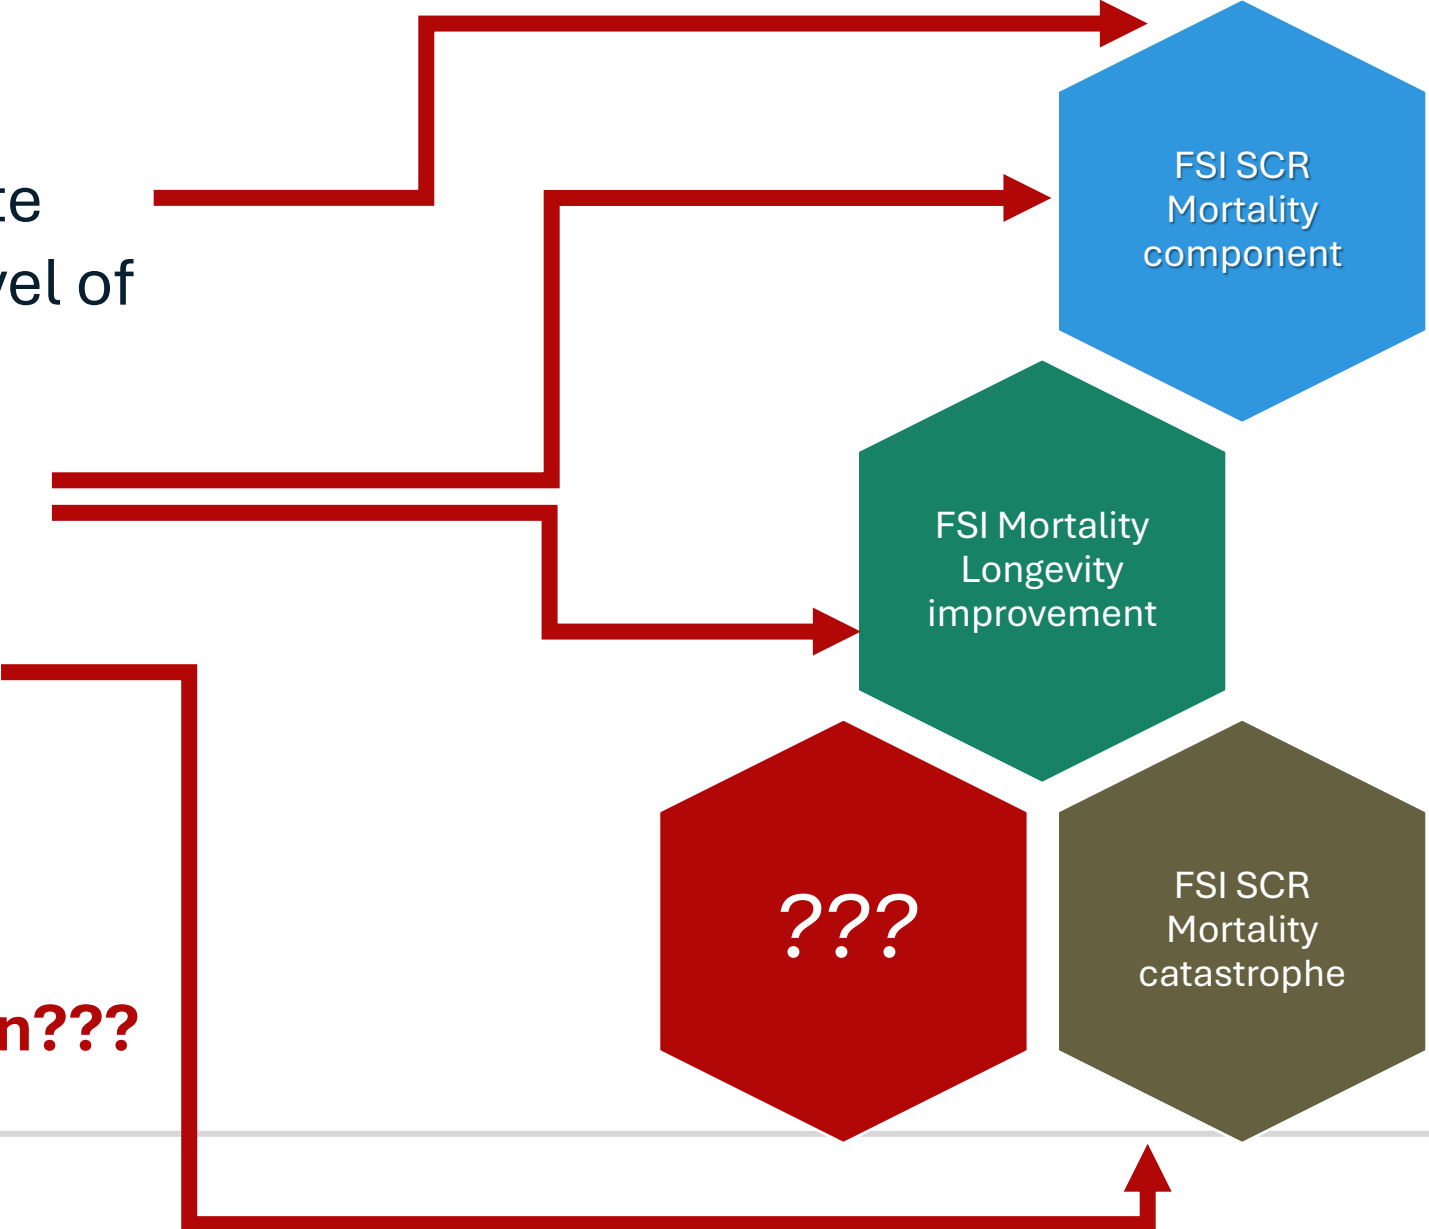 te
vel of
n???
FSI SCR
Mortality
component
FSI Mortality
Longevity
improvement
???
FSI SCR
Mortality
catastrophe